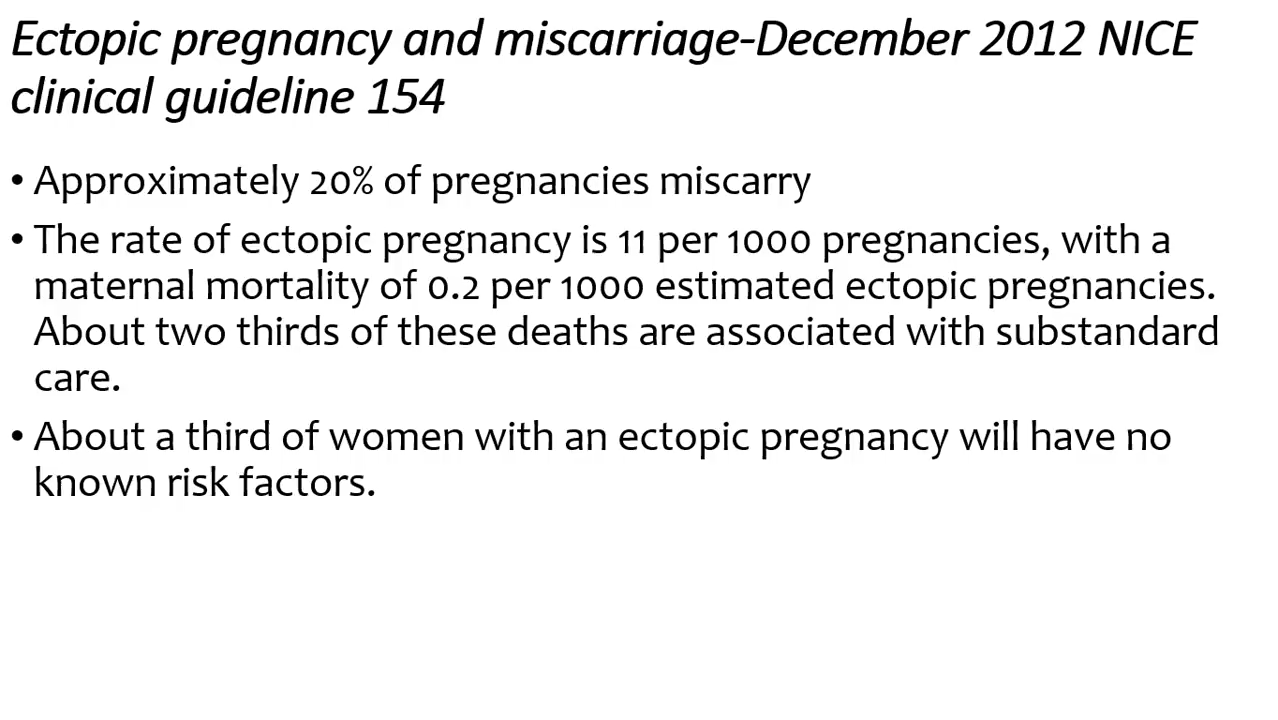 Ectopic pregnancy and miscarriage-December 2012 NICE
clinical guideline 154
• Approximately 20% of pregnancies miscarry
• The rate of ectopic pregnancy is 11 per 1000 pregnancies, with a
maternal mortality of 0.2 per 1000 estimated ectopic pregnancies.
About two thirds of these deaths are associated with substandard
care.
• About a third of women with an ectopic pregnancy will have no
known risk factors.